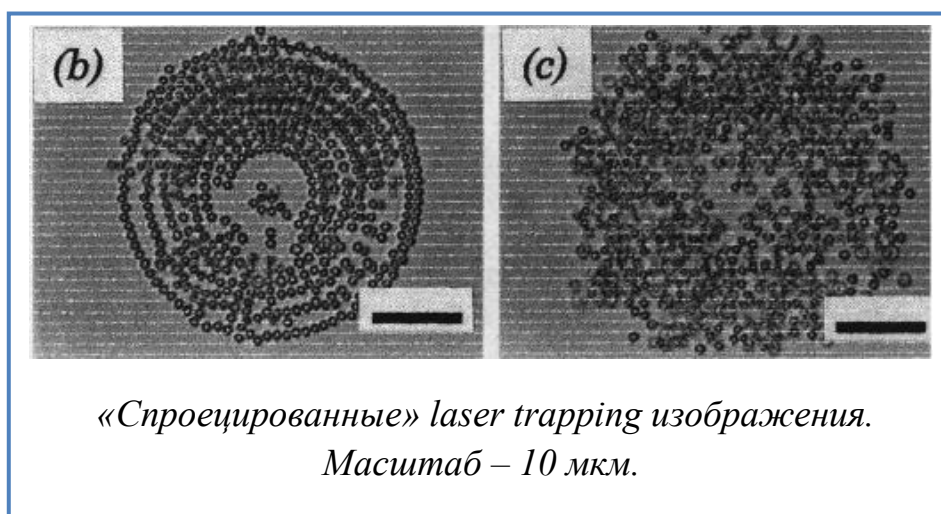 (b) (c)
«Спроецированные» laser trapping изображения.
Масштаб – 10 мкм.